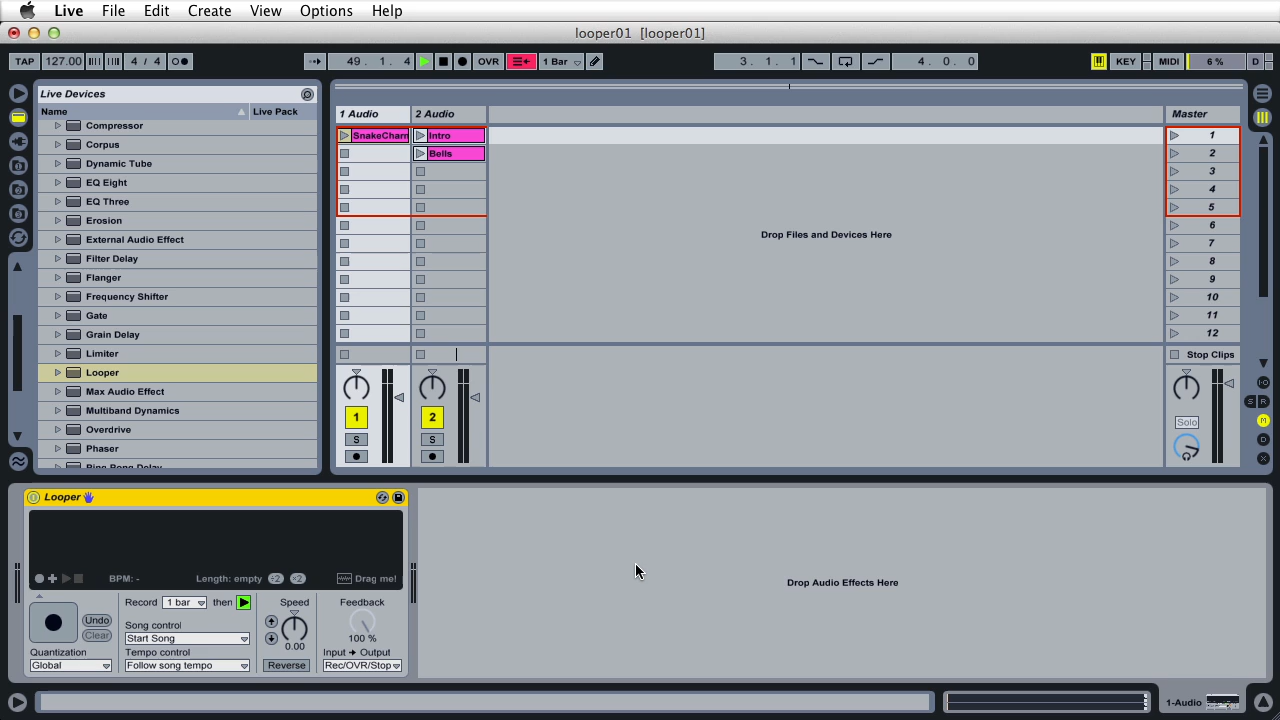 Live File Edit Create View Options Help
looper01 [looper01]
TAP 127.00 4 / 4 49. 1. 4 OVR 1 Bar 3. 1. 1 4. 0. 0 KEY MIDI 6 % D
Live Devices
Name Live Pack
Compressor
Corpus
Dynamic Tube
EQ Eight
EQ Three
Erosion
External Audio Effect
Filter Delay
Flanger
Frequency Shifter
Gate
Grain Delay
Limiter
Looper
Max Audio Effect
Multiband Dynamics
Overdrive
Phaser
Ping Pong Delay
1 Audio 2 Audio Master
SnakeCharm Intro 1
Bells 2
3
4
5
6
7
8
9
10
11
12
Drop Files and Devices Here
Stop Clips
1 2
S S Solo
I-O
S R
M
D
X
Looper
BPM: - Length: empty ÷2 ×2 Drag me!
Record 1 bar then Speed Feedback
Undo
Clear
Song control
Start Song 0.00 100 %
Quantization Tempo control Input → Output
Global Follow song tempo Reverse Rec/OVR/Stop
Drop Audio Effects Here
1-Audio